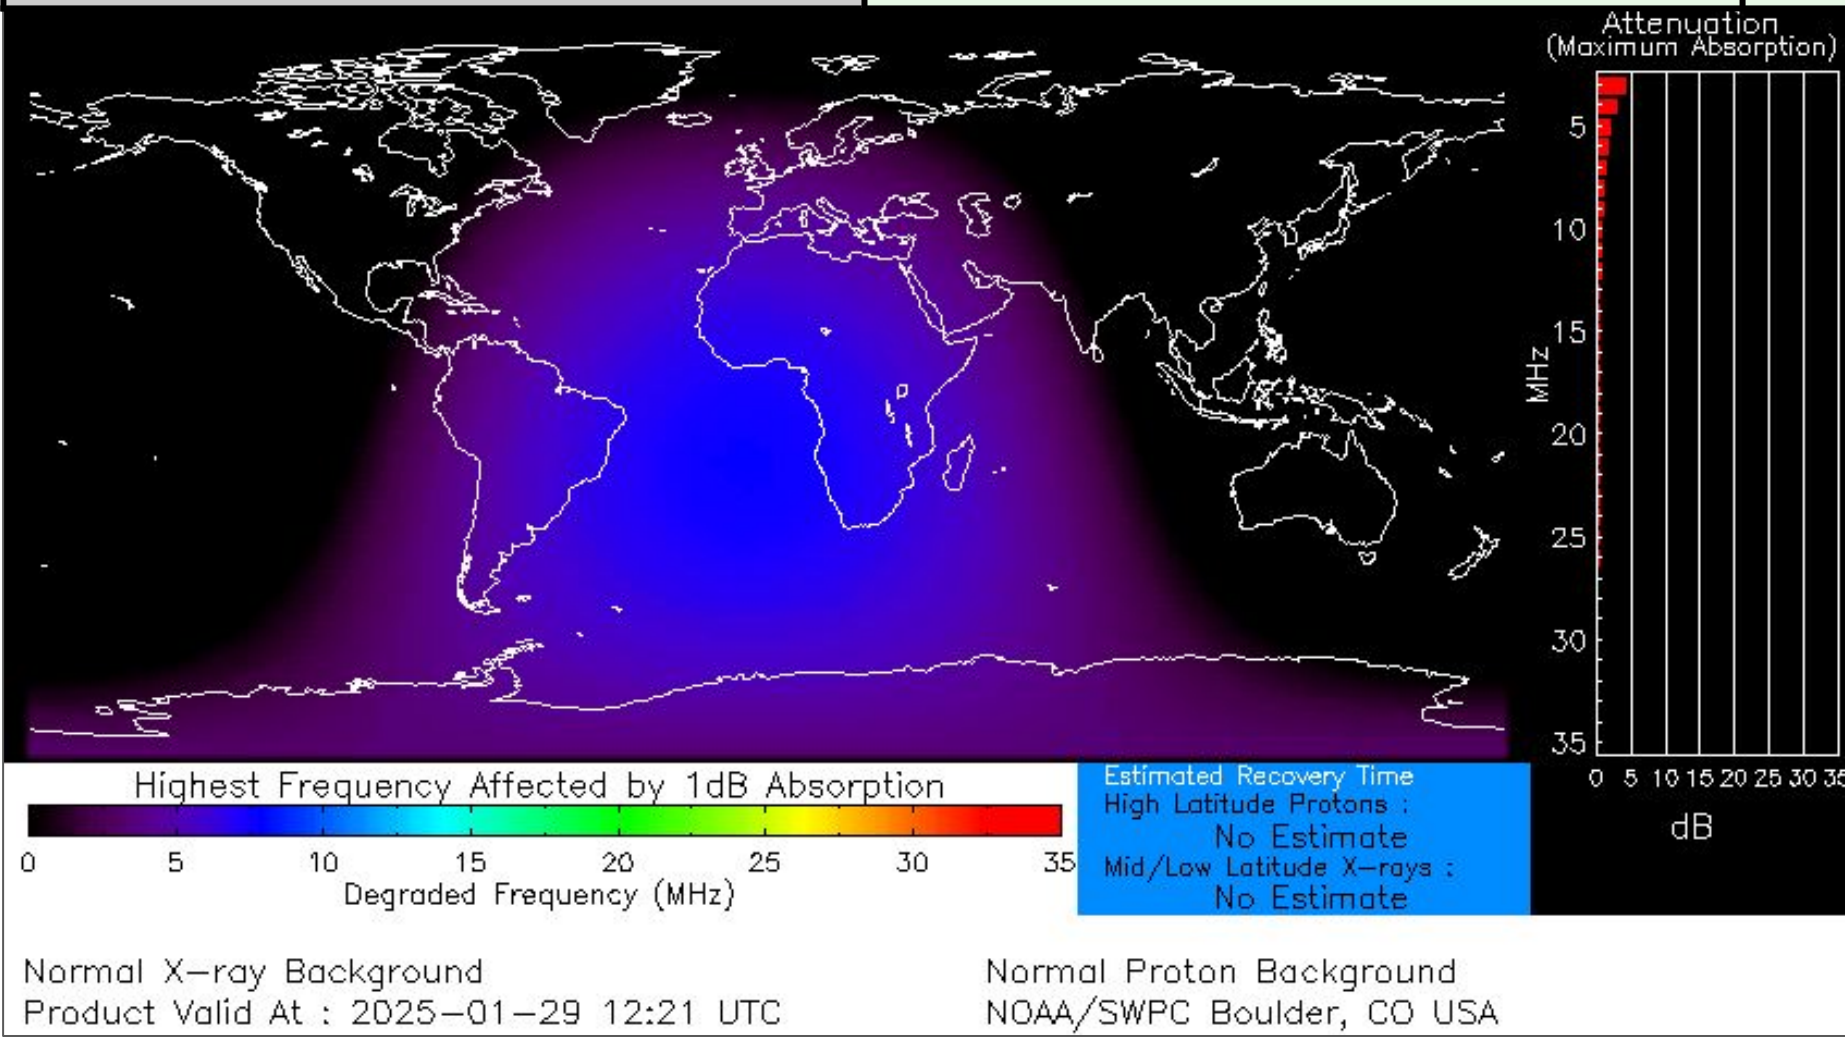 Attenuation
(Maximum Absorption)
5
10
15
20
25
30
35
MHz
0 5 10 15 20 25 30 35
dB
Highest Frequency Affected by 1dB Absorption
0 5 10 15 20 25 30 35
Degraded Frequency (MHz)
Estimated Recovery Time
High Latitude Protons :
No Estimate
Mid/Low Latitude X-rays :
No Estimate
Normal X-ray Background
Product Valid At : 2025-01-29 12:21 UTC
Normal Proton Background
NOAA/SWPC Boulder, CO USA